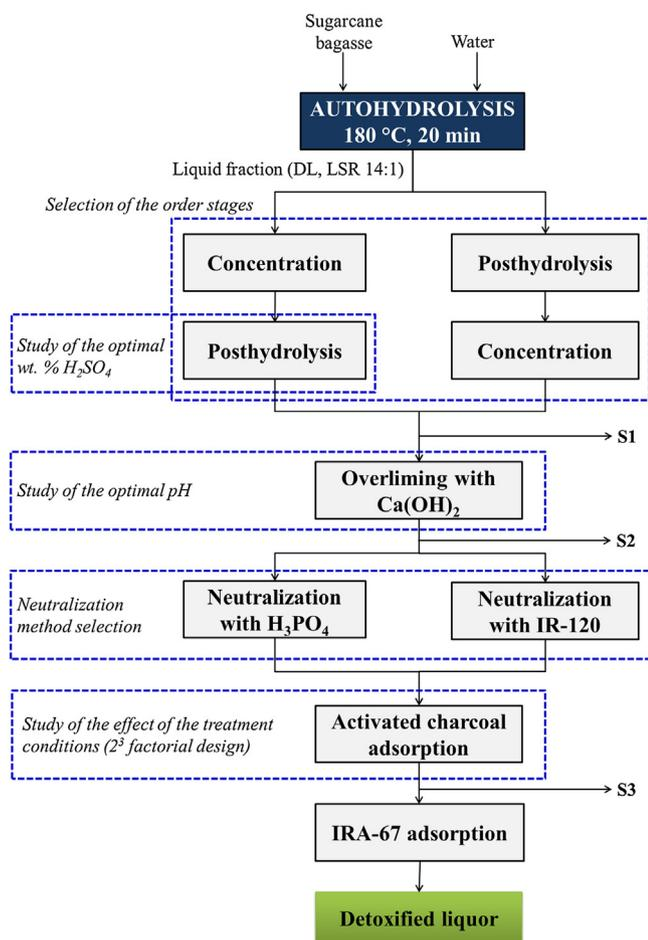 Sugarcane
bagasse
Water
AUTOHYDROLYSIS
180 °C, 20 min
Liquid fraction (DL, LSR 14:1)
Selection of the order stages
Concentration
Posthydrolysis
Study of the optimal
wt. % H₂SO₄
Posthydrolysis
Concentration
S1
Study of the optimal pH
Overliming with
Ca(OH)₂
S2
Neutralization
method selection
Neutralization
with H₃PO₄
Neutralization
with IR-120
Study of the effect of the treatment
conditions (2³ factorial design)
Activated charcoal
adsorption
S3
IRA-67 adsorption
Detoxified liquor